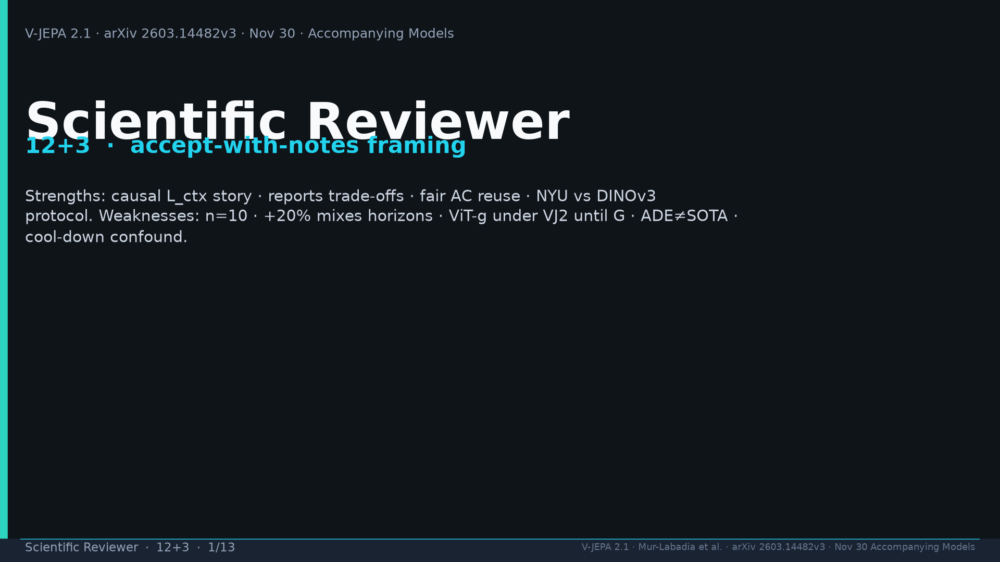 V-JEPA 2.1 · arXiv 2603.14482v3 · Nov 30 · Accompanying Models
Scientific Reviewer
12+3 · accept-with-notes framing
Strengths: causal L_ctx story · reports trade-offs · fair AC reuse · NYU vs DINOv3
protocol. Weaknesses: n=10 · +20% mixes horizons · ViT-g under VJ2 until G · ADE≠SOTA ·
cool-down confound.
Scientific Reviewer · 12+3 · 1/13
V-JEPA 2.1 · Mur-Labadia et al. · arXiv 2603.14482v3 · Nov 30 Accompanying Models